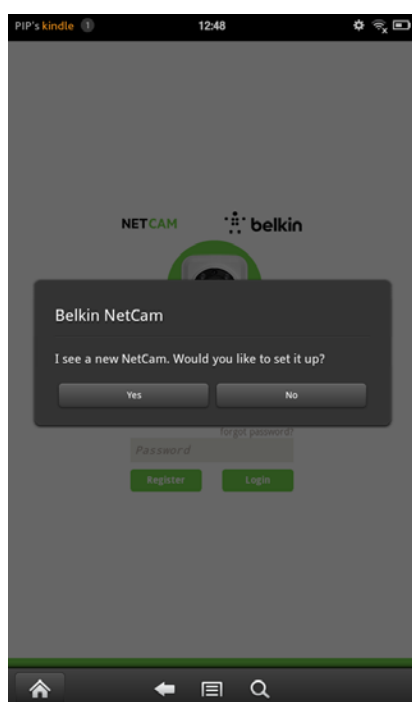 PIP's kindle 1 12:48
NETCAM belkin
Belkin NetCam
I see a new NetCam. Would you like to set it up?
Yes No
forgot password?
Password
Register Login